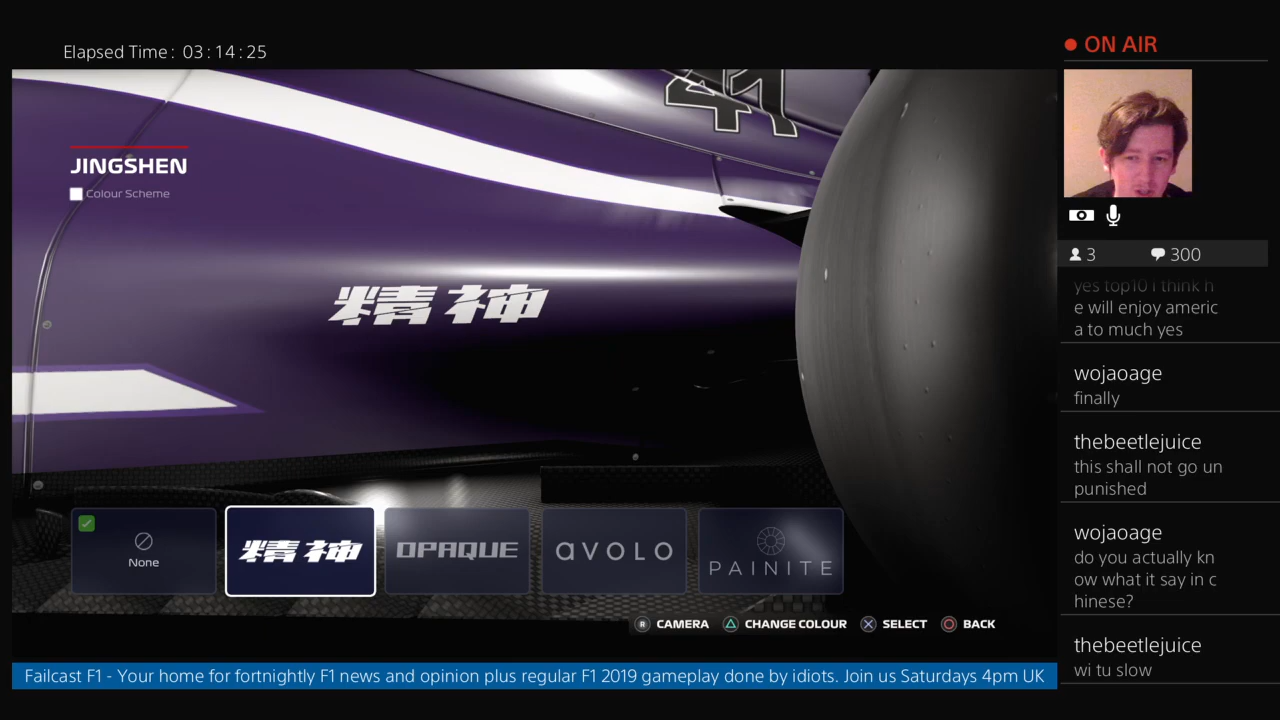 Elapsed Time: 03:14:25
ON AIR
41
JINGSHEN
Colour Scheme
精神
3
300
yes top10 i think h
e will enjoy americ
a to much yes
wojaoage
finally
thebeetlejuice
this shall not go un
punished
wojaoage
do you actually kn
ow what it say in c
hinese?
thebeetlejuice
wi tu slow
None
精神
OPAQUE
avolo
PAINITE
R CAMERA
CHANGE COLOUR
SELECT
BACK
Failcast F1 - Your home for fortnightly F1 news and opinion plus regular F1 2019 gameplay done by idiots. Join us Saturdays 4pm UK